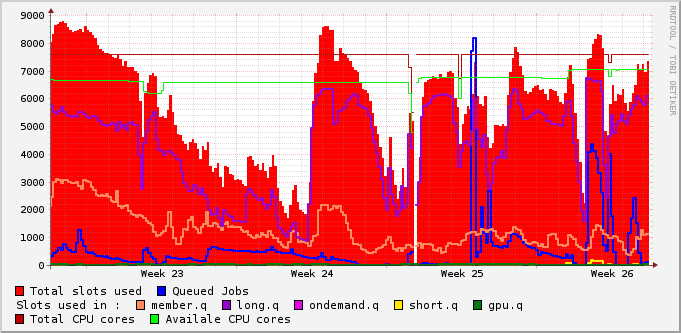 RRDTOOL / TOBI OETIKER
9000
8000
7000
6000
5000
4000
3000
2000
1000
0
Week 23 Week 24 Week 25 Week 26
Total slots used Queued Jobs
Slots used in : member.q long.q ondemand.q short.q gpu.q
Total CPU cores Availale CPU cores